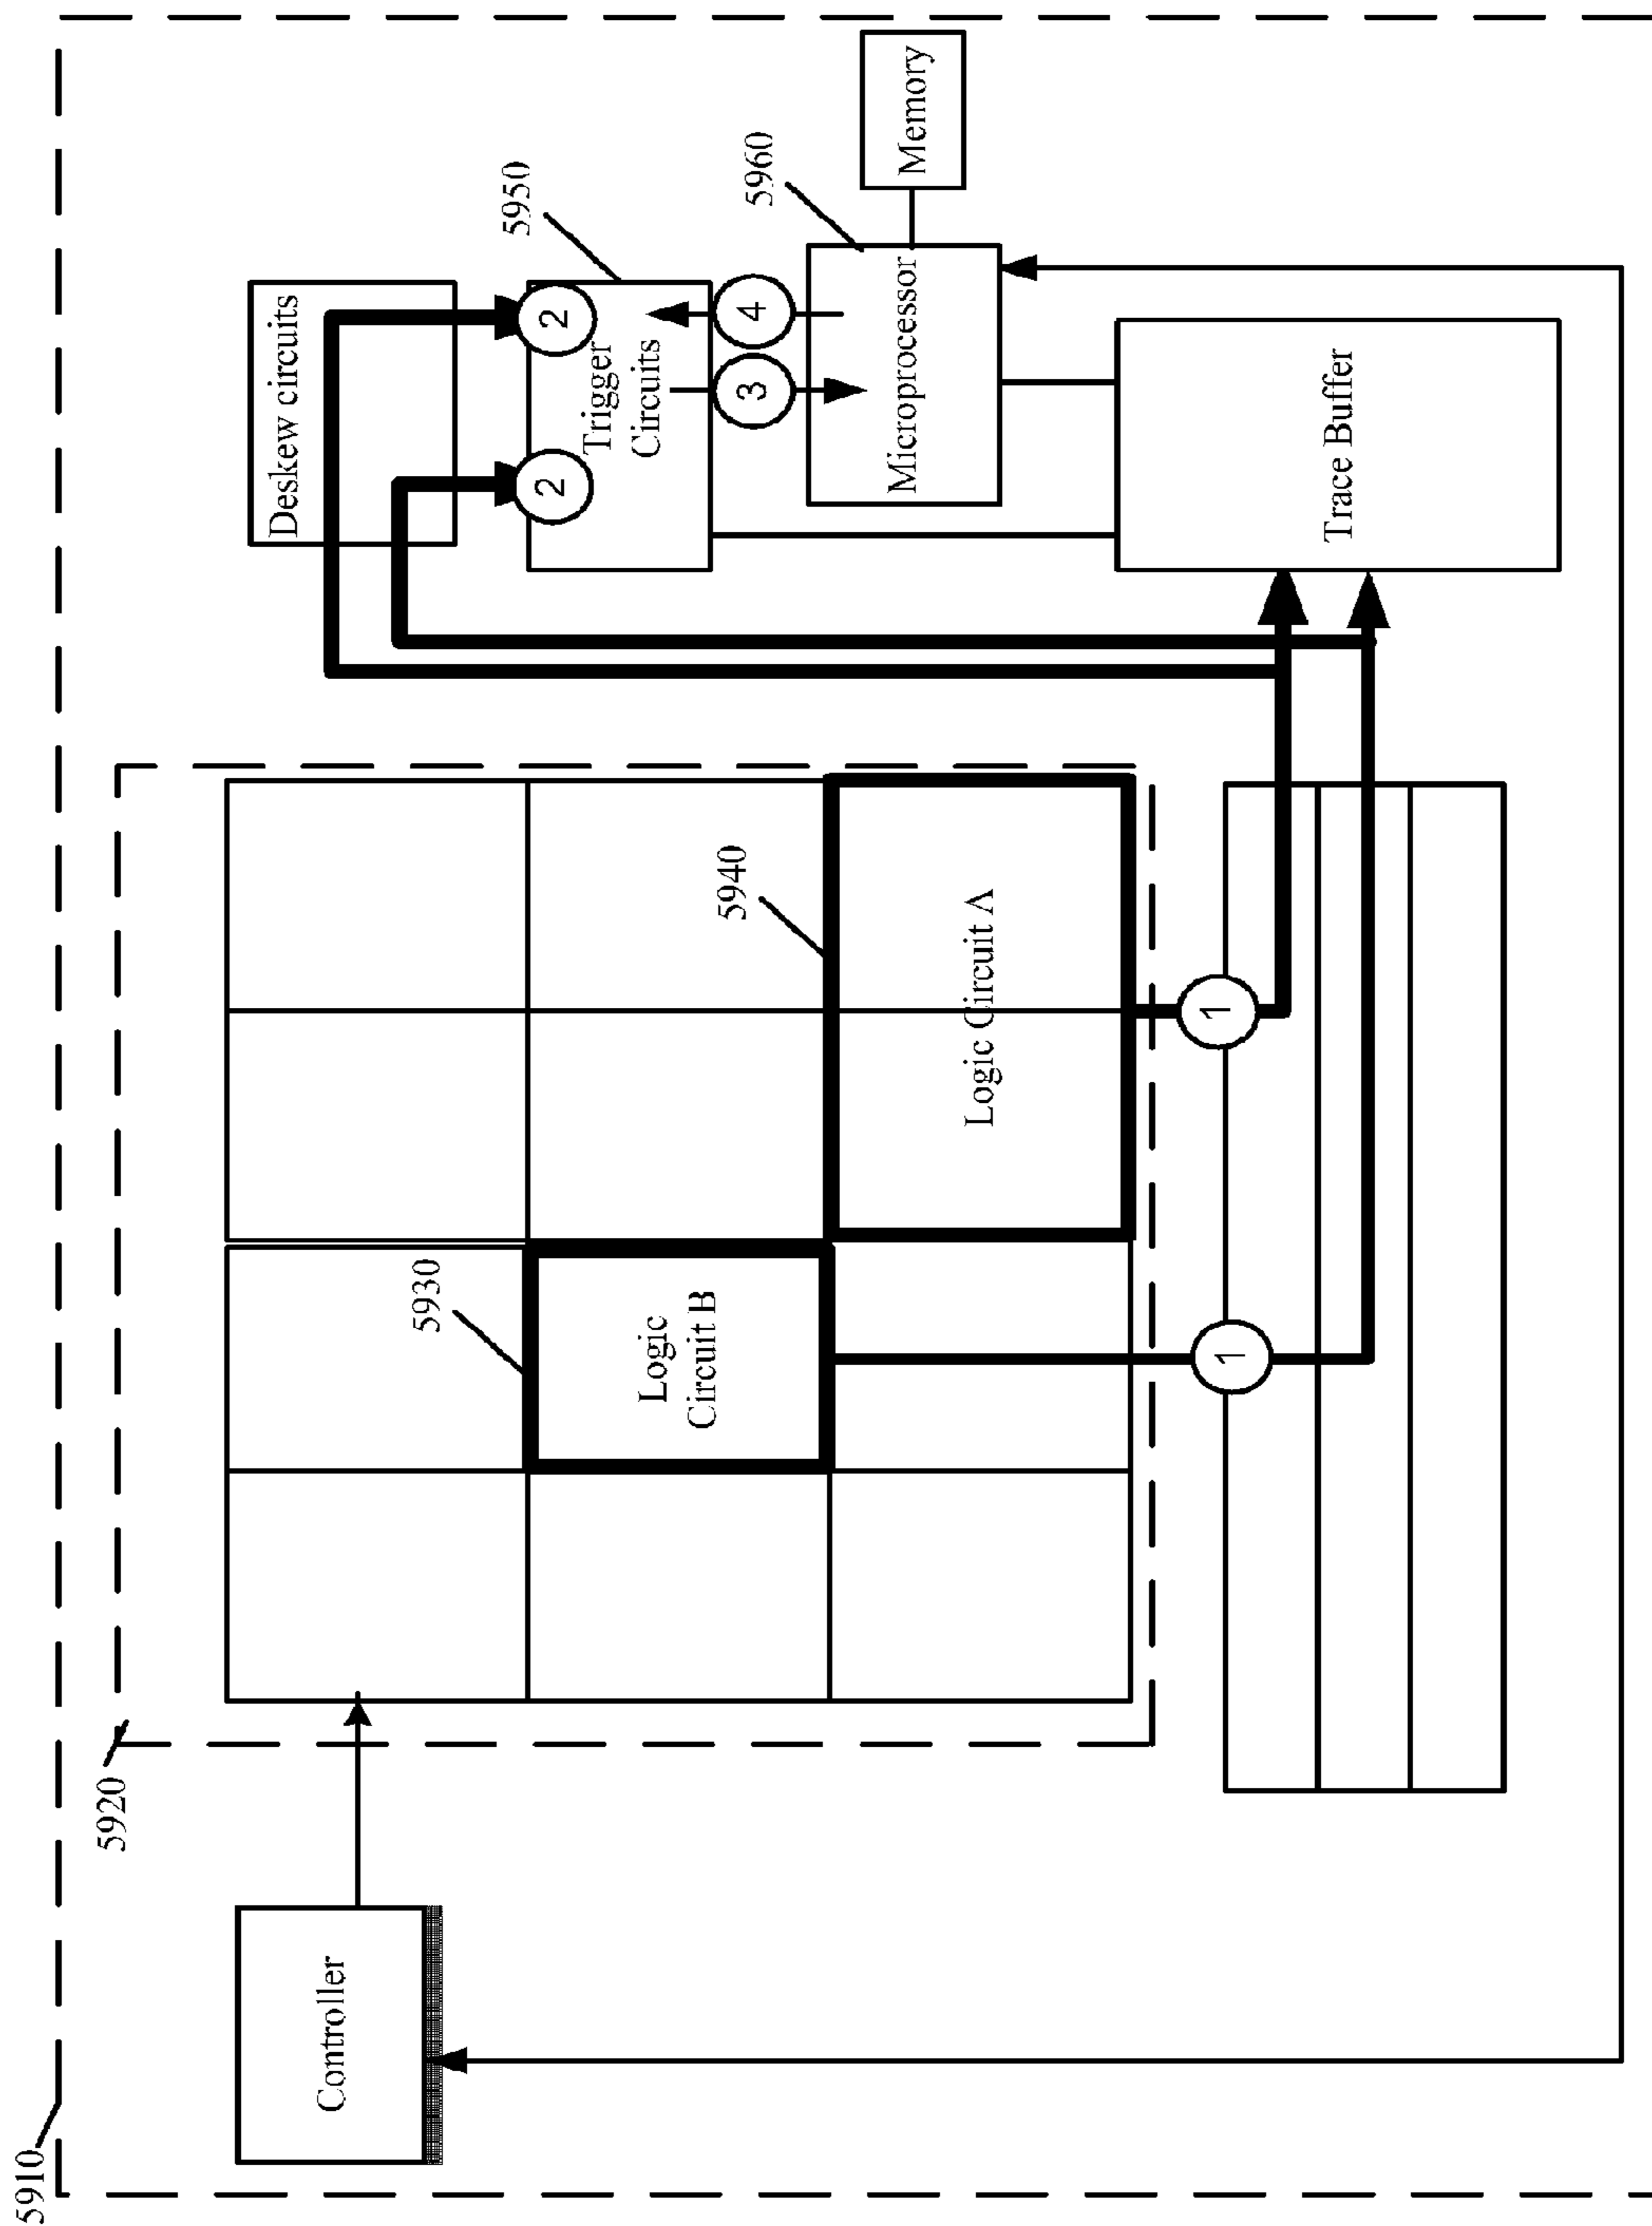 5910
5920
Controller
Deskew circuits
5930
5950
2
2
Trigger
Circuits
Logic
Circuit B
5940
3
4
5960
Microprocessor
Memory
Logic Circuit A
1
1
Trace Buffer